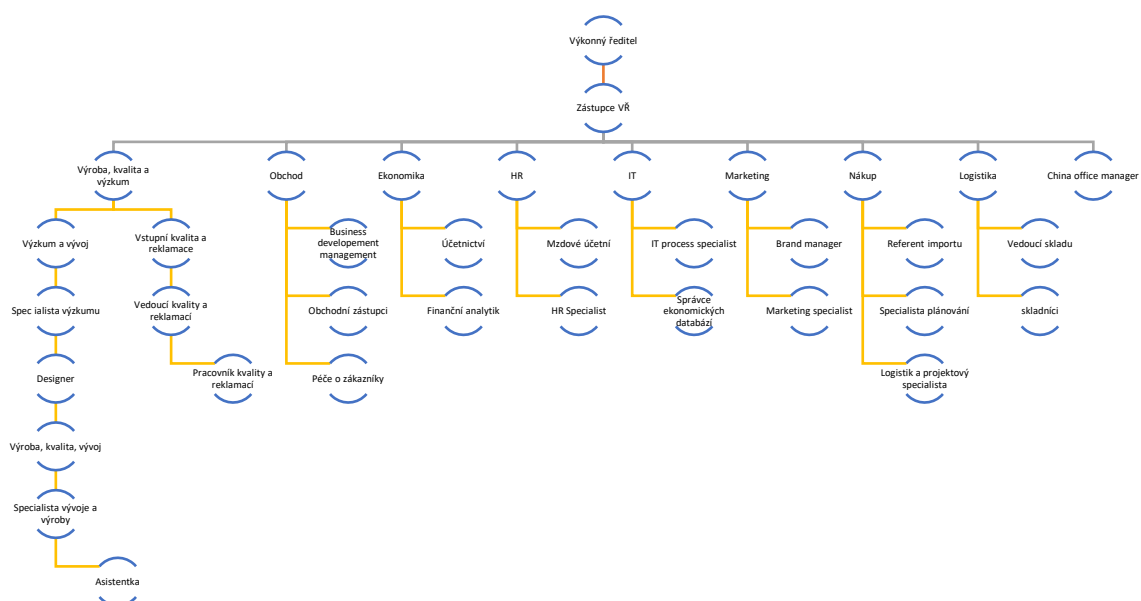 Výkonný ředitel
Zástupce VŘ
Výroba, kvalita a
výzkum
Obchod
Ekonomika
HR
IT
Marketing
Nákup
Logistika
China office manager
Výzkum a vývoj
Vstupní kvalita a
reklamace
Business
developement
management
Účetnictví
Mzdové účetní
IT process specialist
Brand manager
Referent importu
Vedoucí skladu
Spec ialista výzkumu
Vedoucí kvality a
reklamací
Obchodní zástupci
Finanční analytik
HR Specialist
Správce
ekonomických
databází
Marketing specialist
Specialista plánování
skladníci
Designer
Pracovník kvality a
reklamací
Péče o zákazníky
Logistik a projektový
specialista
Výroba, kvalita, vývoj
Specialista vývoje a
výroby
Asistentka